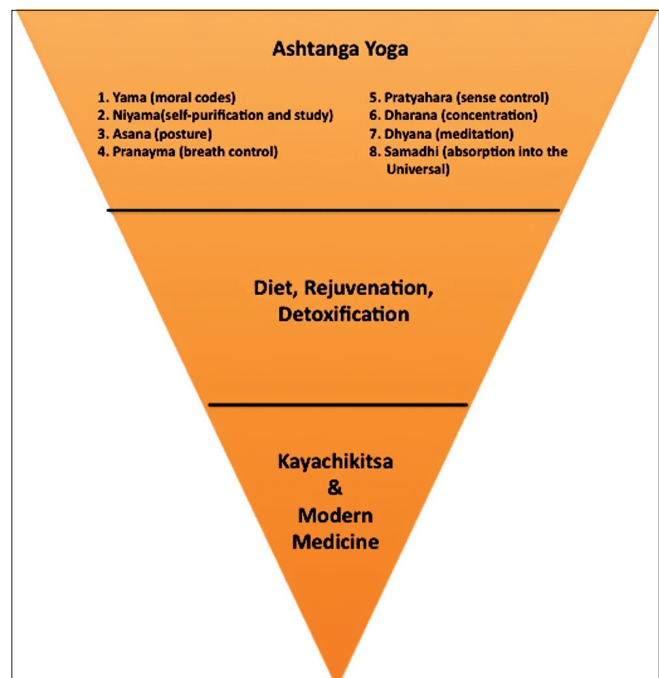 Ashtanga Yoga
1. Yama (moral codes)
2. Niyama(self-purification and study)
3. Asana (posture)
4. Pranayma (breath control)
5. Pratyahara (sense control)
6. Dharana (concentration)
7. Dhyana (meditation)
8. Samadhi (absorption into the
Universal)
Diet, Rejuvenation,
Detoxification
Kayachikitsa
&
Modern
Medicine